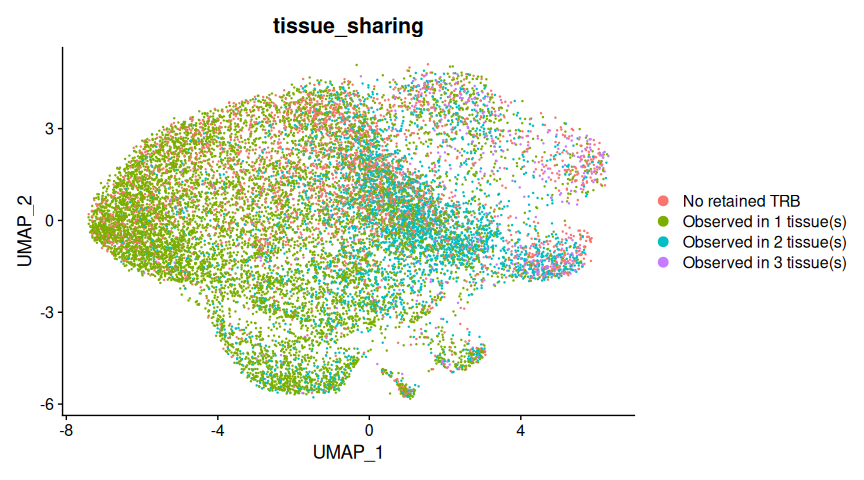 tissue_sharing
3
0
-3
-6
-8
-4
0
4
UMAP_2
UMAP_1
No retained TRB
Observed in 1 tissue(s)
Observed in 2 tissue(s)
Observed in 3 tissue(s)